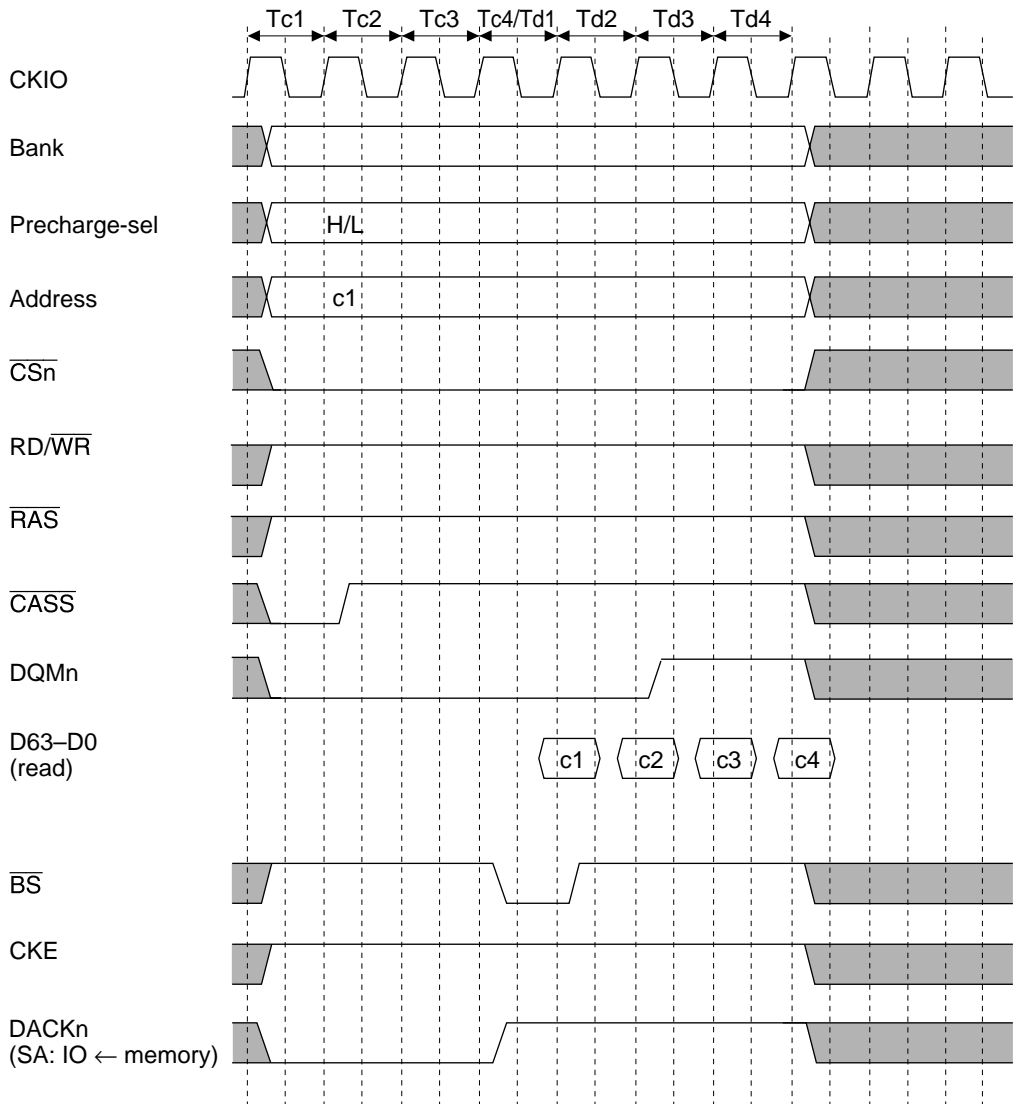 Tc1 Tc2 Tc3 Tc4/Td1 Td2 Td3 Td4
CKIO
Bank
Precharge-sel H/L
Address c1
CSn
RD/WR
RAS
CASS
DQMn
D63–D0
(read) c1 c2 c3 c4
BS
CKE
DACKn
(SA: IO ← memory)